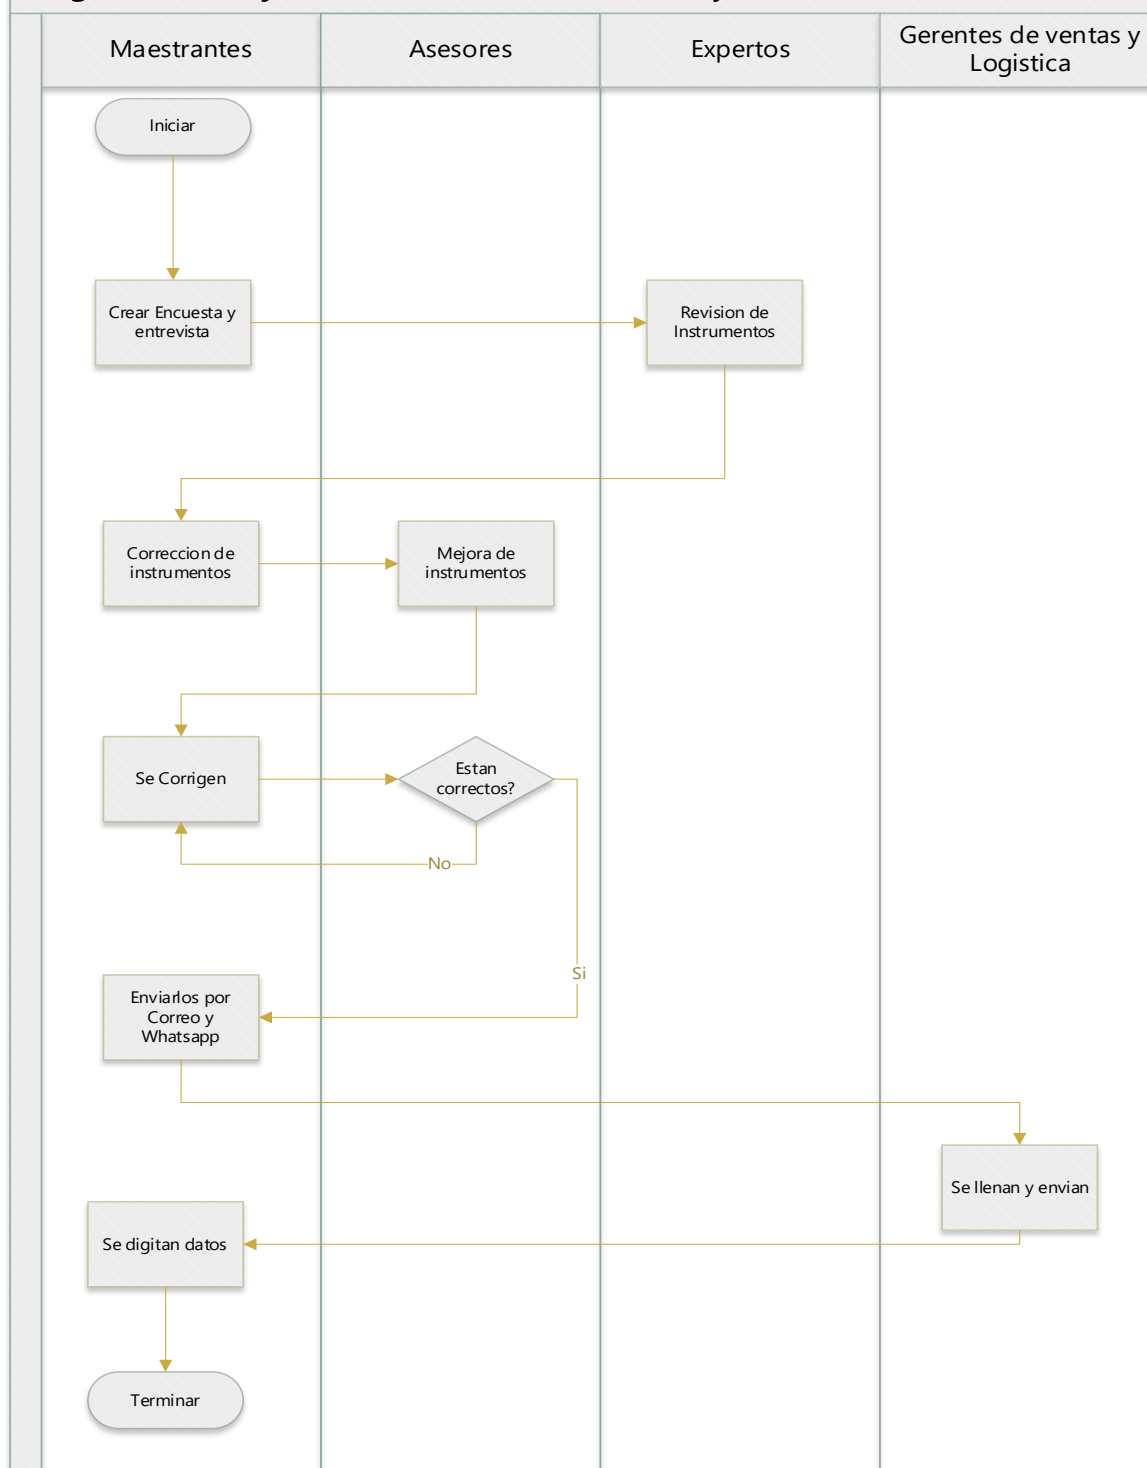 Maestrantes
Asesores
Expertos
Gerentes de ventas y
Logistica
Iniciar
Crear Encuesta y
entrevista
Revision de
Instrumentos
Correccion de
instrumentos
Mejora de
instrumentos
Se Corrigen
Estan
correctos?
No
Si
Enviarlos por
Correo y
Whatsapp
Se llenan y envian
Se digitan datos
Terminar